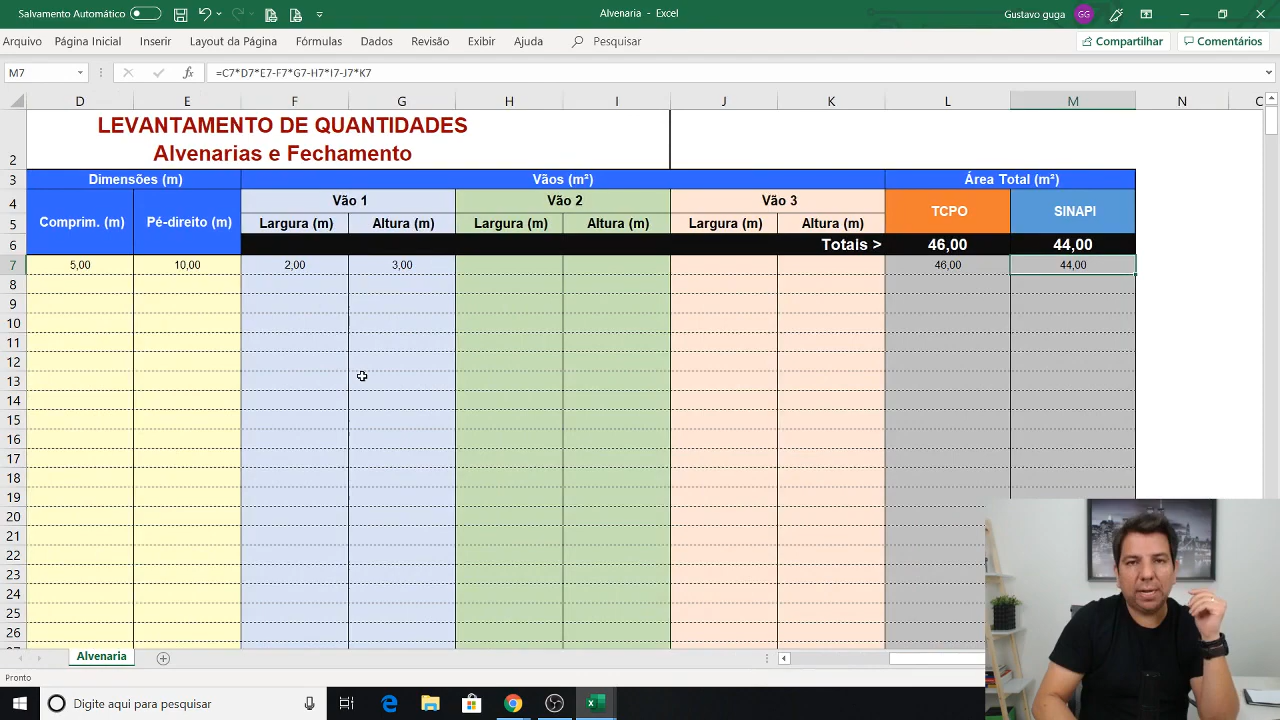 Salvamento Automático
Alvenaria - Excel
Gustavo guga
GG
Arquivo
Página Inicial
Inserir
Layout da Página
Fórmulas
Dados
Revisão
Exibir
Ajuda
Pesquisar
Compartilhar
Comentários
M7
fx
=C7*D7*E7-F7*G7-H7*I7-J7*K7
D E F G H I J K L M N
LEVANTAMENTO DE QUANTIDADES
2
Alvenarias e Fechamento
3 Dimensões (m) Vãos (m²) Área Total (m²)
4 Vão 1 Vão 2 Vão 3
Comprim. (m) Pé-direito (m) TCPO SINAPI
5 Largura (m) Altura (m) Largura (m) Altura (m) Largura (m) Altura (m)
6 Totais > 46,00 44,00
7 5,00 10,00 2,00 3,00 46,00 44,00
8
9
10
11
12
13
14
15
16
17
18
19
20
21
22
23
24
25
26
Alvenaria
Pronto
Digite aqui para pesquisar